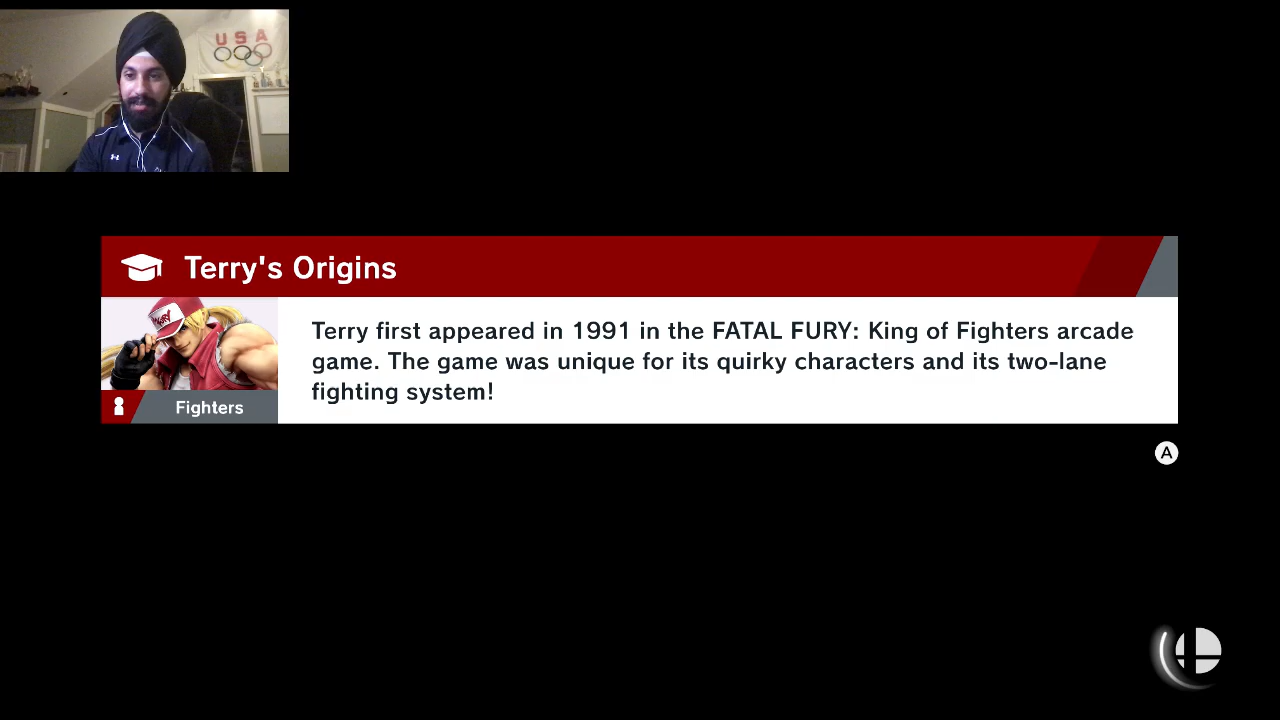 USA
Terry's Origins
Terry first appeared in 1991 in the FATAL FURY: King of Fighters arcade
game. The game was unique for its quirky characters and its two-lane
fighting system!
Fighters
A